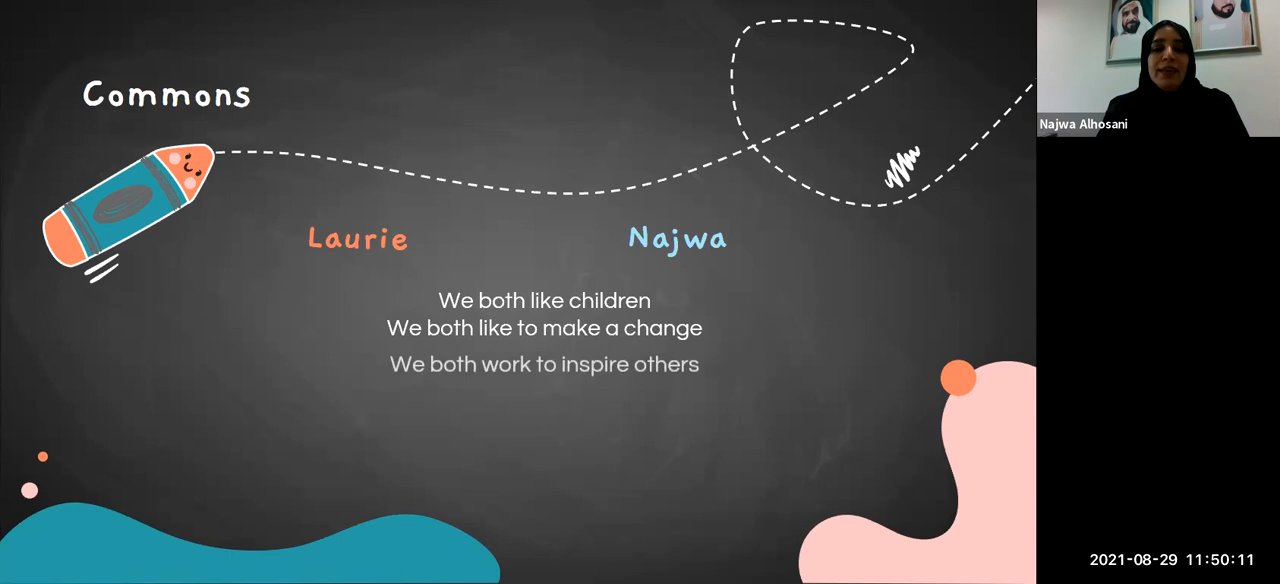 Commons
Laurie
Najwa
We both like children
We both like to make a change
We both work to inspire others
Najwa Alhosani
2021-08-29 11:50:11